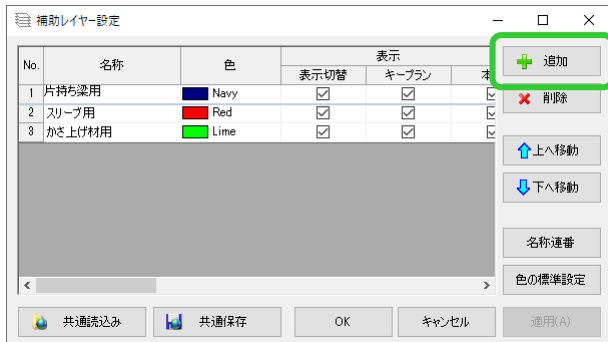 補助レイヤー設定
No. 名称 色 表示
表示切替 キープラン 本
1 片持ち梁用 Navy
2 スリーブ用 Red
3 かさ上げ材用 Lime
追加
削除
上へ移動
下へ移動
名称連番
色の標準設定
共通読込み 共通保存 OK キャンセル 適用(A)